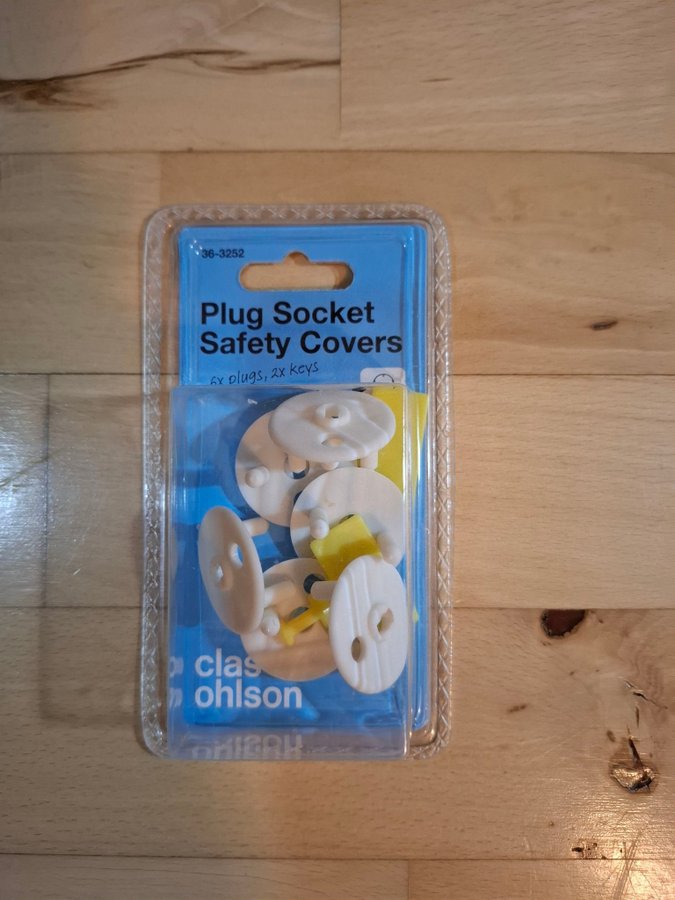 36-3252
Plug Socket
Safety Covers
6x plugs, 2x keys
clas
ohlson